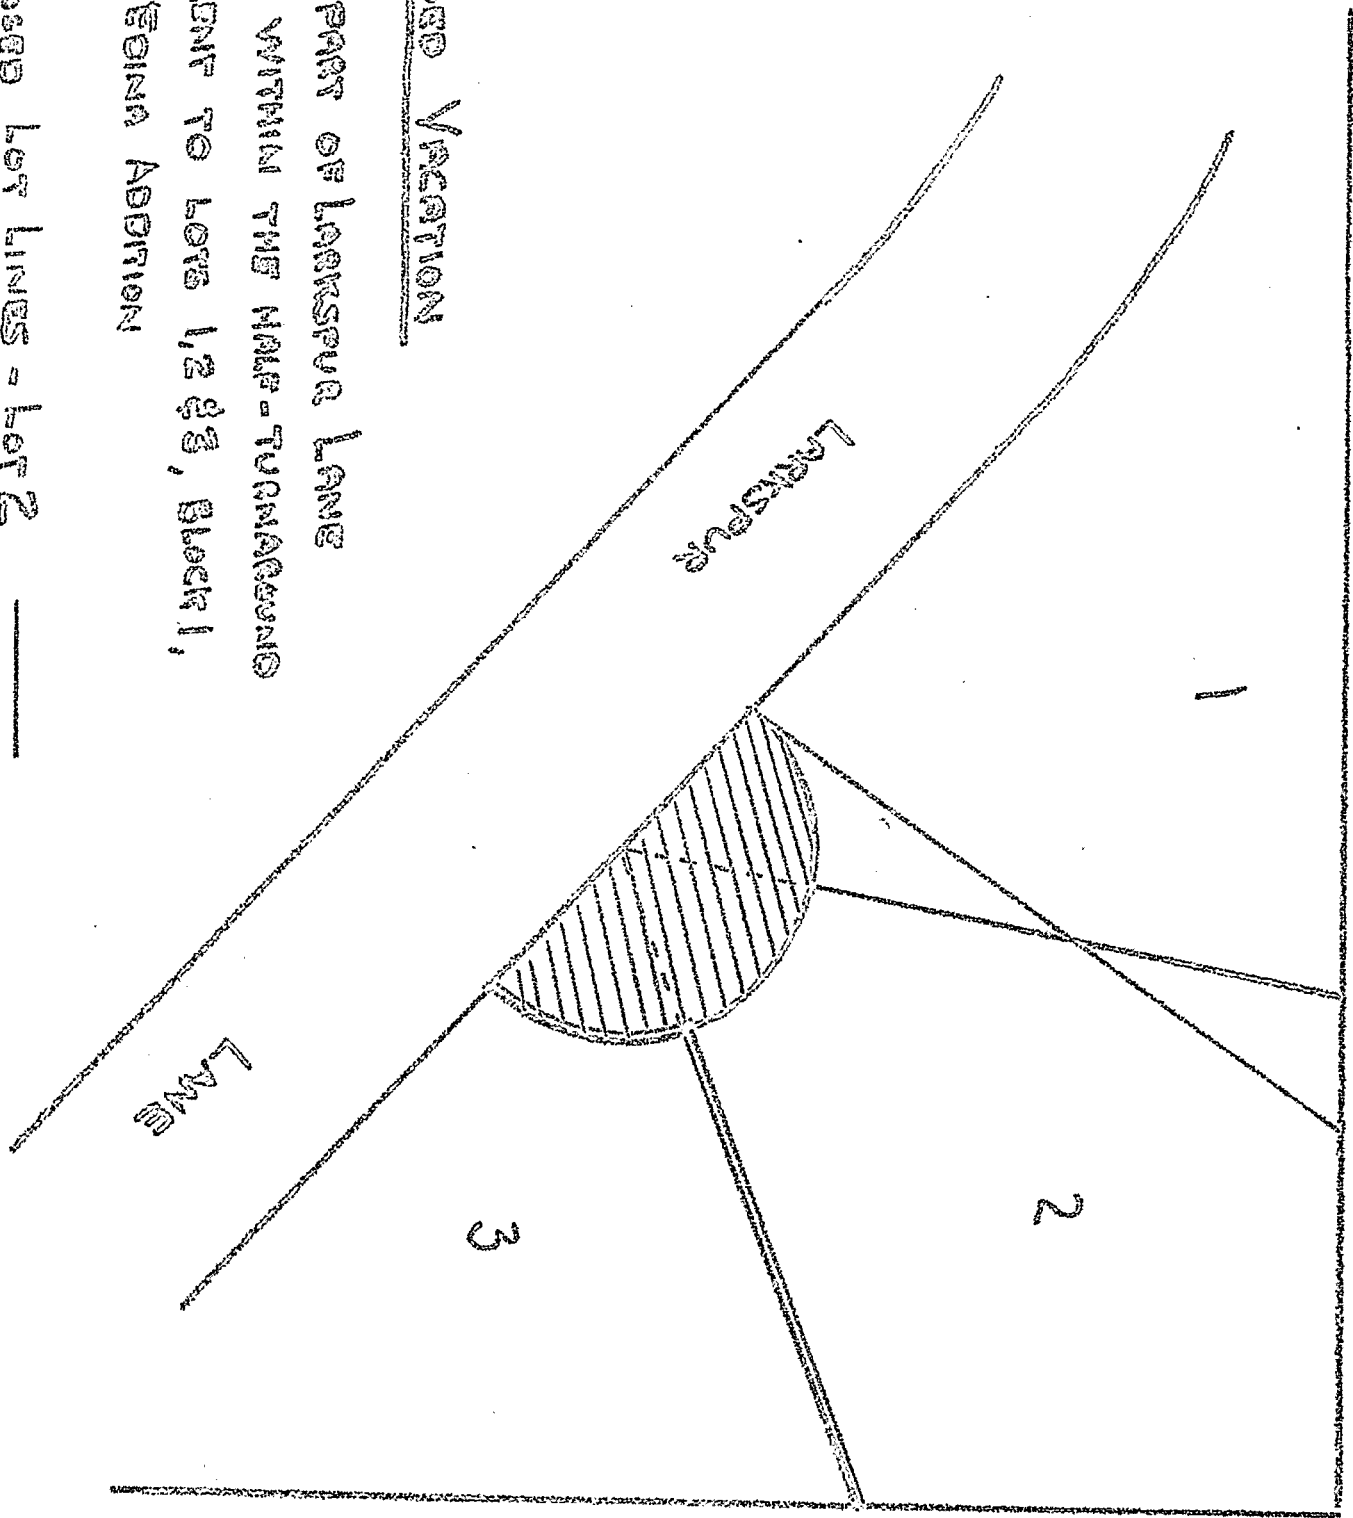 1
2
3
LARKSPUR
LANE
SED VACATION
PART OF LARKSPUR LANE
WITHIN THE HALF-TURNAROUND
ENT TO LOTS 1,2 & 3, BLOCK 1,
EDINA ADDITION
OSED LOT LINES - LOT 2